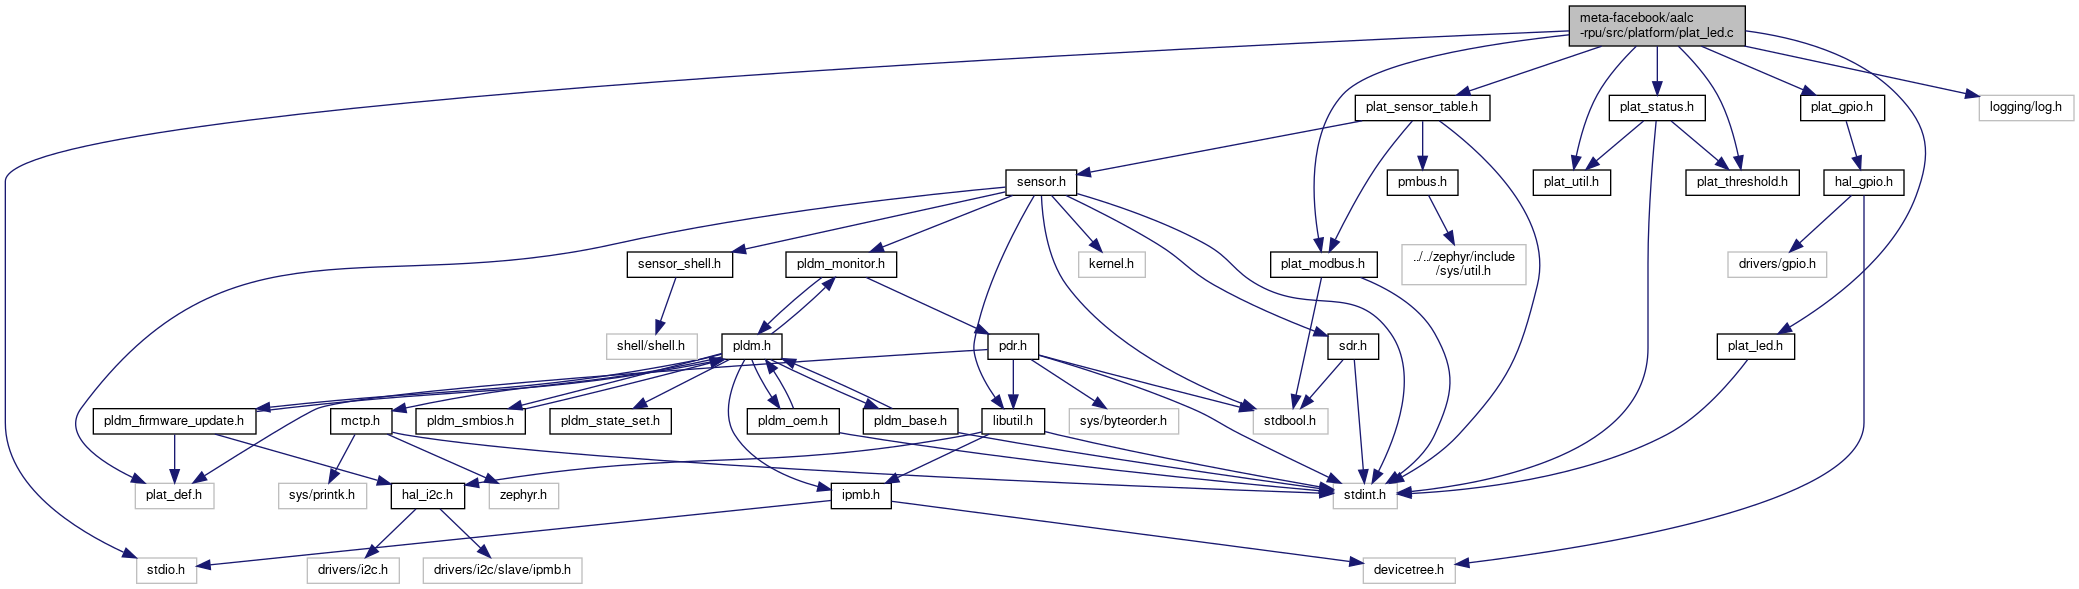 meta-facebook/aalc
-rpu/src/platform/plat_led.c
plat_sensor_table.h
plat_status.h
plat_gpio.h
logging/log.h
sensor.h
pmbus.h
plat_util.h
plat_threshold.h
hal_gpio.h
sensor_shell.h
pldm_monitor.h
kernel.h
plat_modbus.h
../../zephyr/include
/sys/util.h
drivers/gpio.h
shell/shell.h
pldm.h
pdr.h
sdr.h
plat_led.h
pldm_firmware_update.h
mctp.h
pldm_smbios.h
pldm_state_set.h
pldm_oem.h
pldm_base.h
libutil.h
sys/byteorder.h
stdbool.h
plat_def.h
sys/printk.h
hal_i2c.h
zephyr.h
ipmb.h
stdint.h
stdio.h
drivers/i2c.h
drivers/i2c/slave/ipmb.h
devicetree.h